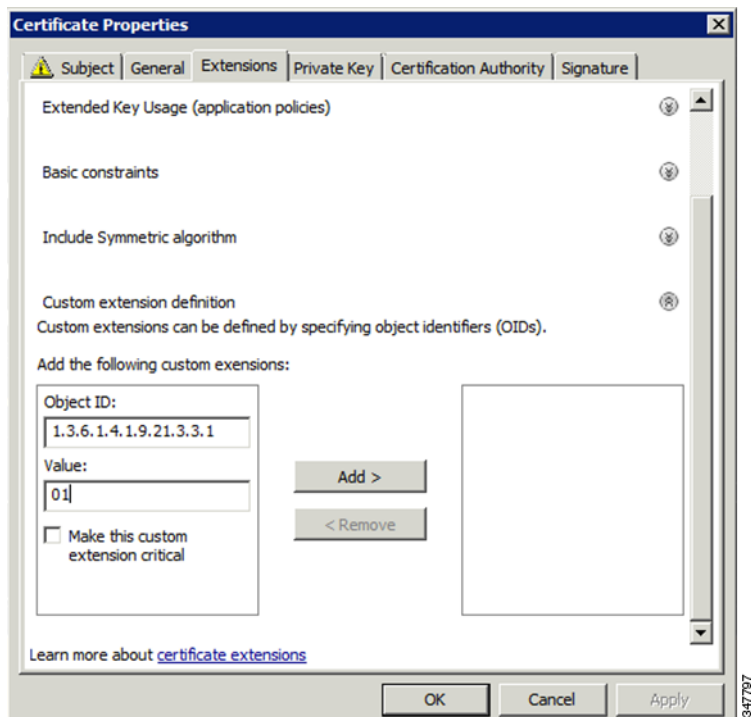 Certificate Properties
Subject General Extensions Private Key Certification Authority Signature
Extended Key Usage (application policies)
Basic constraints
Include Symmetric algorithm
Custom extension definition
Custom extensions can be defined by specifying object identifiers (OIDs).
Add the following custom exensions:
Object ID:
1.3.6.1.4.1.9.21.3.3.1
Value:
01
Make this custom
extension critical
Add >
< Remove
Learn more about certificate extensions
OK Cancel Apply
347797